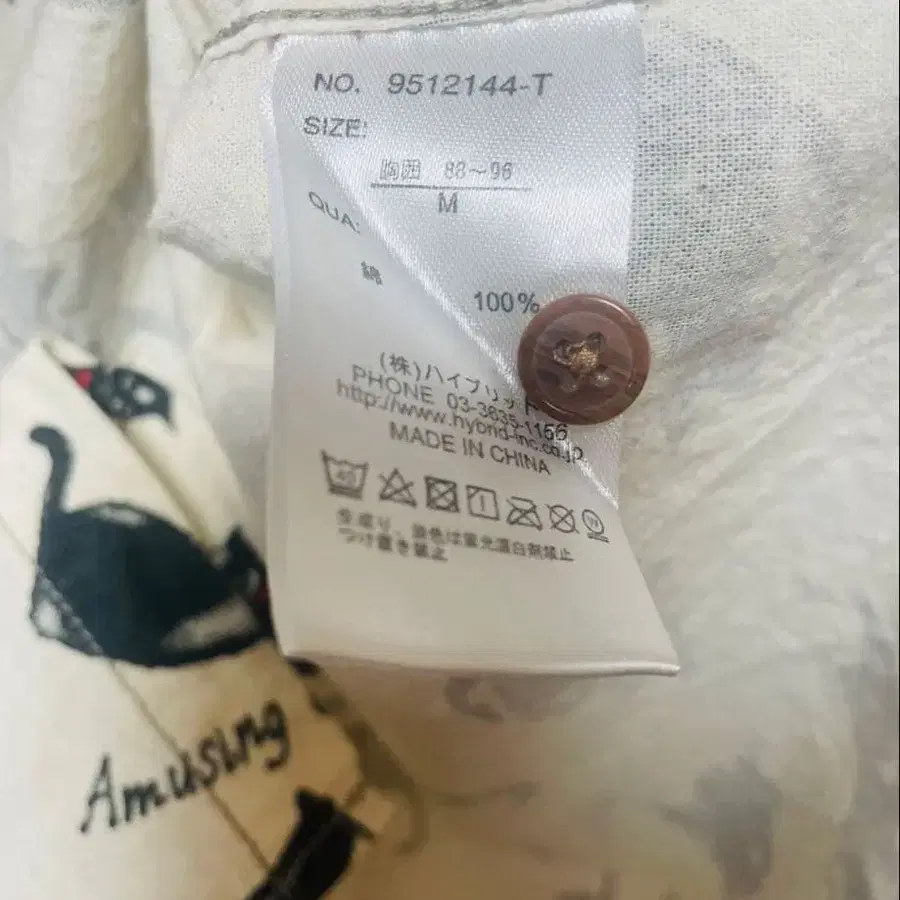 NO. 9512144-T
SIZE:
胸囲 88~96
M
QUA:
綿 100%
(株)ハイブリッド
PHONE 03-3635-1156
http://www.hybrid-inc.co.jp
MADE IN CHINA
40
W
生成り、淡色は蛍光漂白剤禁止
つけ置き禁止
Amusing